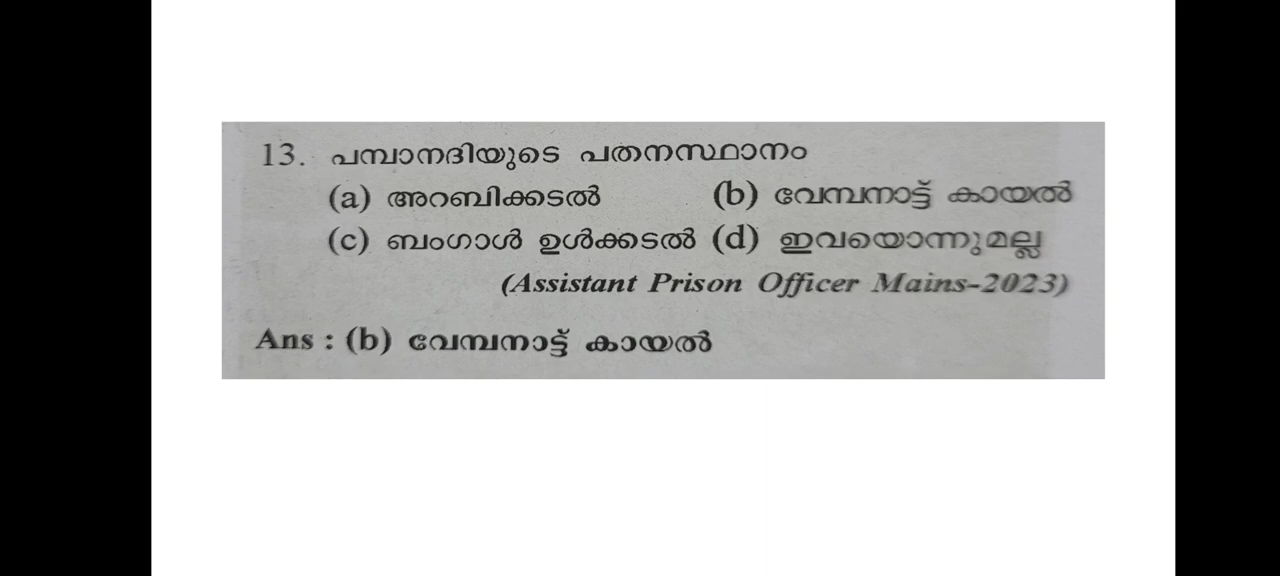 13. പമ്പാനദിയുടെ പതനസ്ഥാനം
(a) അറബിക്കടൽ (b) വേമ്പനാട്ട് കായൽ
(c) ബംഗാൾ ഉൾക്കടൽ (d) ഇവയൊന്നുമല്ല
(Assistant Prison Officer Mains-2023)
Ans : (b) വേമ്പനാട്ട് കായൽ